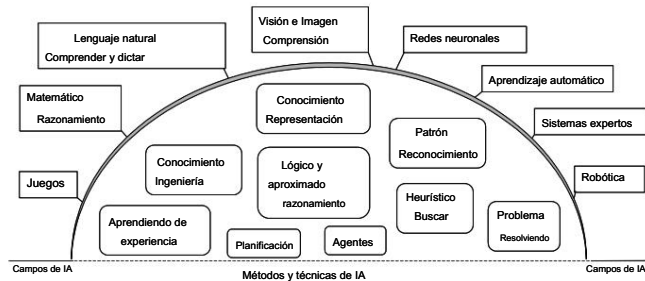 Visión e Imagen
Comprensión
Redes neuronales
Lenguaje natural
Comprender y dictar
Aprendizaje automático
Matemático
Razonamiento
Sistemas expertos
Juegos
Robótica
Conocimiento
Representación
Patrón
Reconocimiento
Conocimiento
Ingeniería
Lógico y
aproximado
razonamiento
Heurístico
Buscar
Aprendiendo de
experiencia
Planificación
Agentes
Problema
Resolviendo
Campos de IA
Métodos y técnicas de IA
Campos de IA